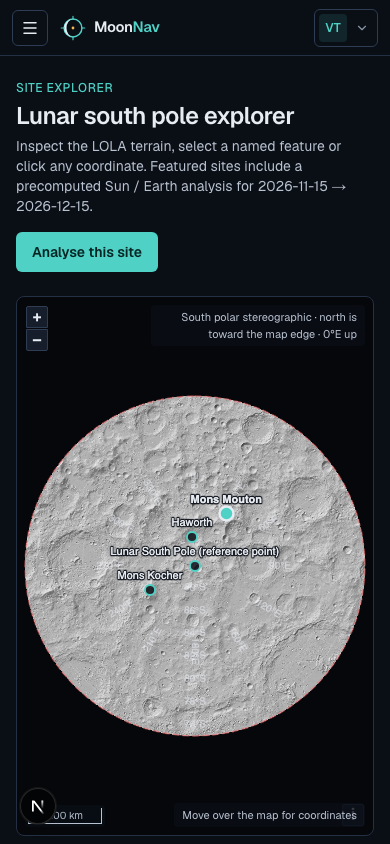 MoonNav
VT
SITE EXPLORER
Lunar south pole explorer
Inspect the LOLA terrain, select a named feature or
click any coordinate. Featured sites include a
precomputed Sun / Earth analysis for 2026-11-15 →
2026-12-15.
Analyse this site
+
South polar stereographic · north is
toward the map edge · 0°E up
−
Mons Mouton
Haworth
Lunar South Pole (reference point)
Mons Kocher
N
00 km
Move over the map for coordinates